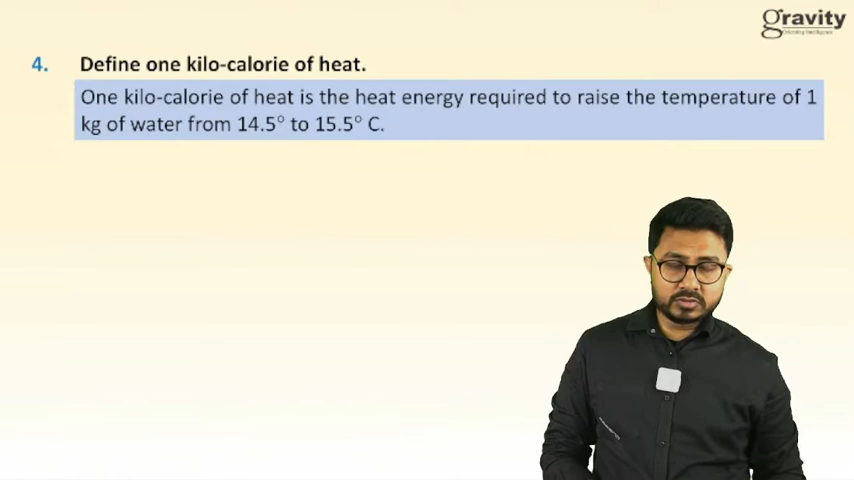 gravity
4. Define one kilo-calorie of heat.
One kilo-calorie of heat is the heat energy required to raise the temperature of 1
kg of water from 14.5° to 15.5° C.